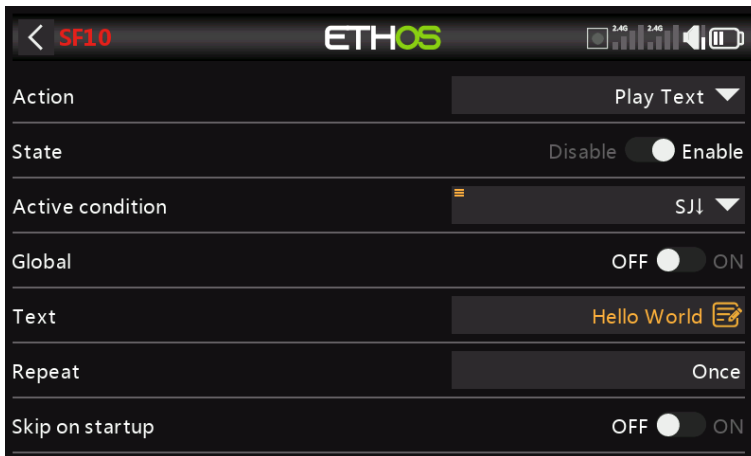 SF10 ETHOS 2.4G 2.4G
Action Play Text
State Disable Enable
Active condition SJ↓
Global OFF ON
Text Hello World
Repeat Once
Skip on startup OFF ON